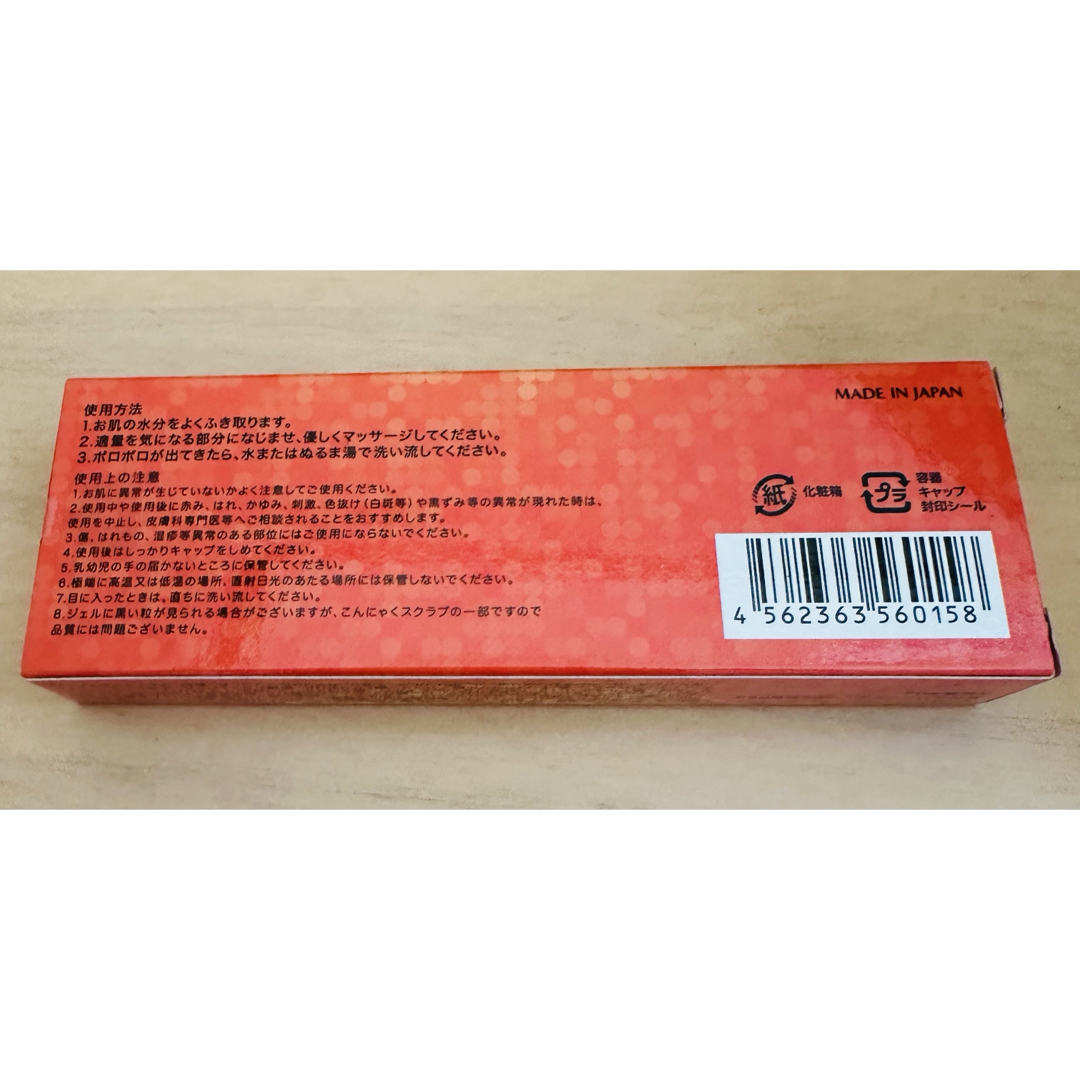 使用方法
1.お肌の水分をよくふき取ります。
2.適量を気になる部分になじませ、優しくマッサージしてください。
3.ポロポロが出てきたら、水またはぬるま湯で洗い流してください。
使用上の注意
1.お肌に異常が生じていないかよく注意してご使用ください。
2.使用中や使用後に赤み、はれ、かゆみ、刺激、色抜け(白斑等)や黒ずみ等の異常が現れた時は、
使用を中止し、皮膚科専門医等へご相談されることをおすすめします。
3.傷、はれもの、湿疹等異常のある部位にはご使用にならないでください。
4.使用後はしっかりキャップをしめてください。
5.乳幼児の手の届かないところに保管してください。
6.極端に高温又は低温の場所、直射日光のあたる場所には保管しないでください。
7.目に入ったときは、直ちに洗い流してください。
8.ジェルに黒い粒が見られる場合がございますが、こんにゃくスクラブの一部ですので
品質には問題ございません。
MADE IN JAPAN
紙 化粧箱
プラ 容器
キャップ
封印シール
4 562363 560158